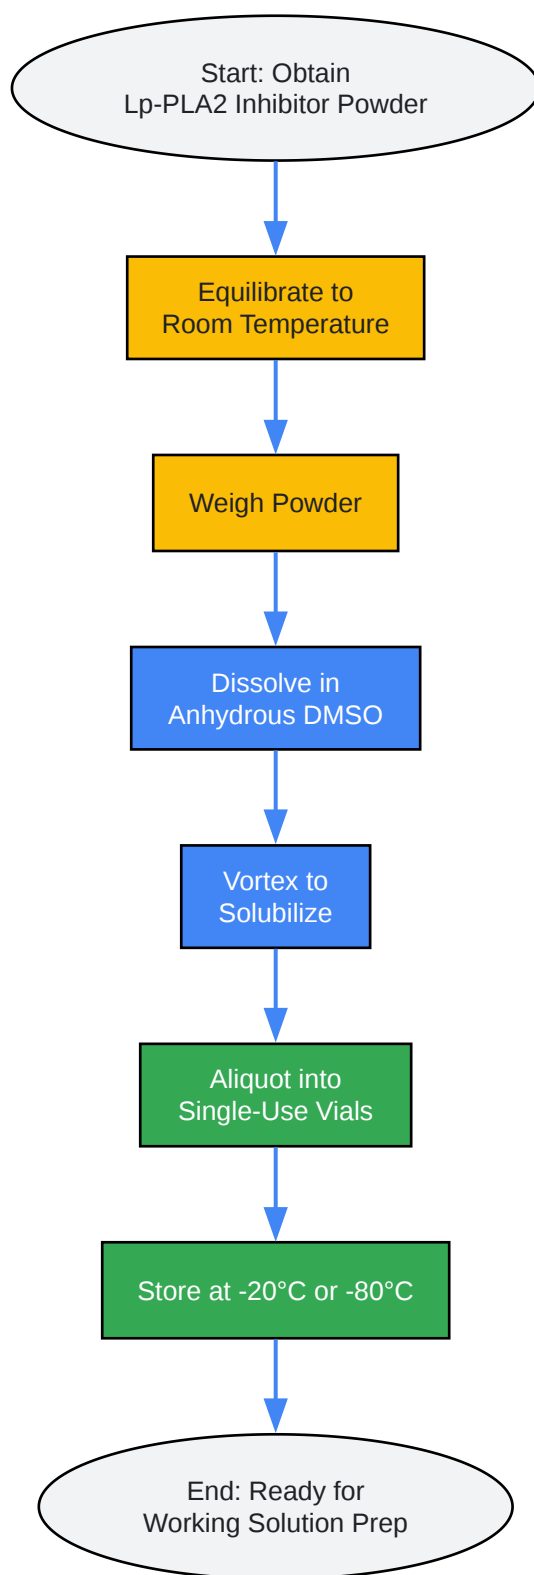 Start: Obtain
Lp-PLA2 Inhibitor Powder
Equilibrate to
Room Temperature
Weigh Powder
Dissolve in
Anhydrous DMSO
Vortex to
Solubilize
Aliquot into
Single-Use Vials
Store at -20°C or -80°C
End: Ready for
Working Solution Prep